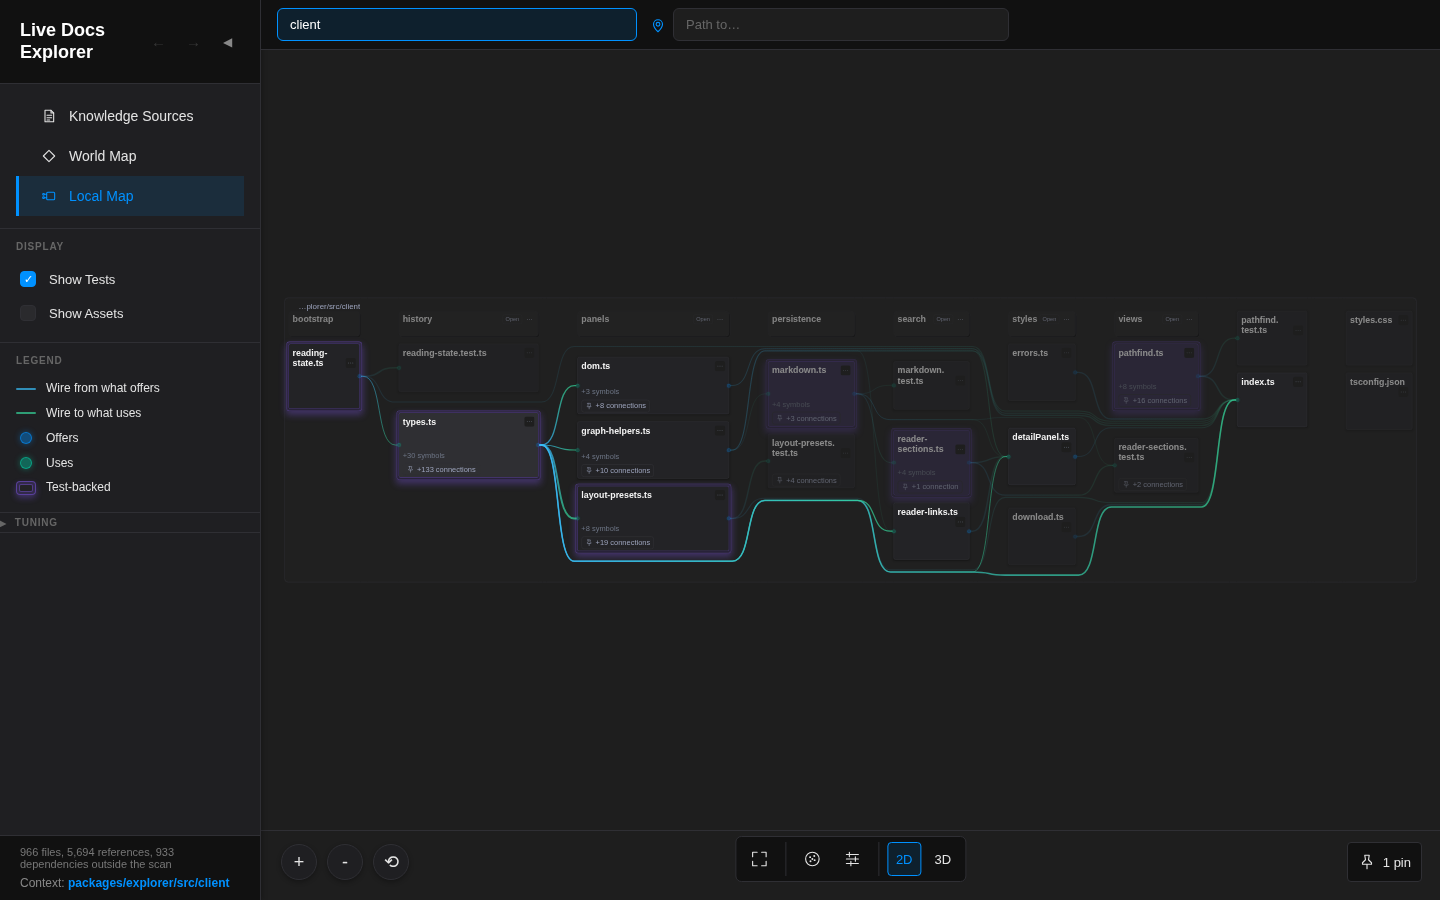 Live Docs
Explorer
← → ◀
client
Path to…
Knowledge Sources
World Map
Local Map
DISPLAY
✓ Show Tests
Show Assets
LEGEND
Wire from what offers
Wire to what uses
Offers
Uses
Test-backed
▶ TUNING
966 files, 5,694 references, 933
dependencies outside the scan
Context: packages/explorer/src/client
…plorer/src/client
bootstrap
reading-
state.ts
history
Open ···
reading-state.test.ts
types.ts
+30 symbols
+133 connections
panels
Open ···
dom.ts
+3 symbols
+8 connections
graph-helpers.ts
+4 symbols
+10 connections
layout-presets.ts
+8 symbols
+19 connections
persistence
markdown.ts
+4 symbols
+3 connections
layout-presets.
test.ts
+4 connections
search
Open ···
markdown.
test.ts
reader-
sections.ts
+4 symbols
+1 connection
reader-links.ts
styles
Open ···
errors.ts
detailPanel.ts
download.ts
views
Open ···
pathfind.ts
+8 symbols
+16 connections
reader-sections.
test.ts
+2 connections
pathfind.
test.ts
index.ts
styles.css
tsconfig.json
+
-
⟲
2D
3D
1 pin